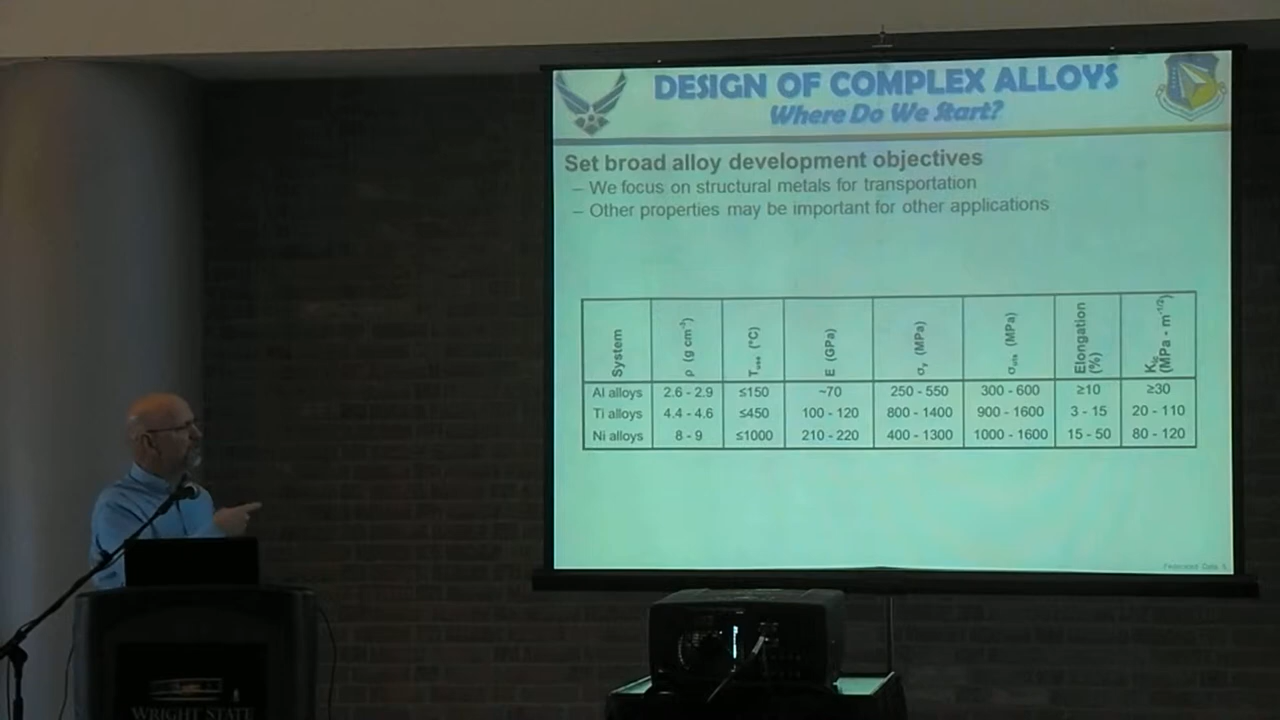 DESIGN OF COMPLEX ALLOYS
Where Do We Start?
Set broad alloy development objectives
– We focus on structural metals for transportation
– Other properties may be important for other applications
System ρ (g cm⁻³) Tuse (°C) E (GPa) σy (MPa) σuts (MPa) Elongation (%) KIc (MPa - m⁻¹/²)
Al alloys 2.6 - 2.9 ≤150 ~70 250 - 550 300 - 600 ≥10 ≥30
Ti alloys 4.4 - 4.6 ≤450 100 - 120 800 - 1400 900 - 1600 3 - 15 20 - 110
Ni alloys 8 - 9 ≤1000 210 - 220 400 - 1300 1000 - 1600 15 - 50 80 - 120
WRIGHT STATE